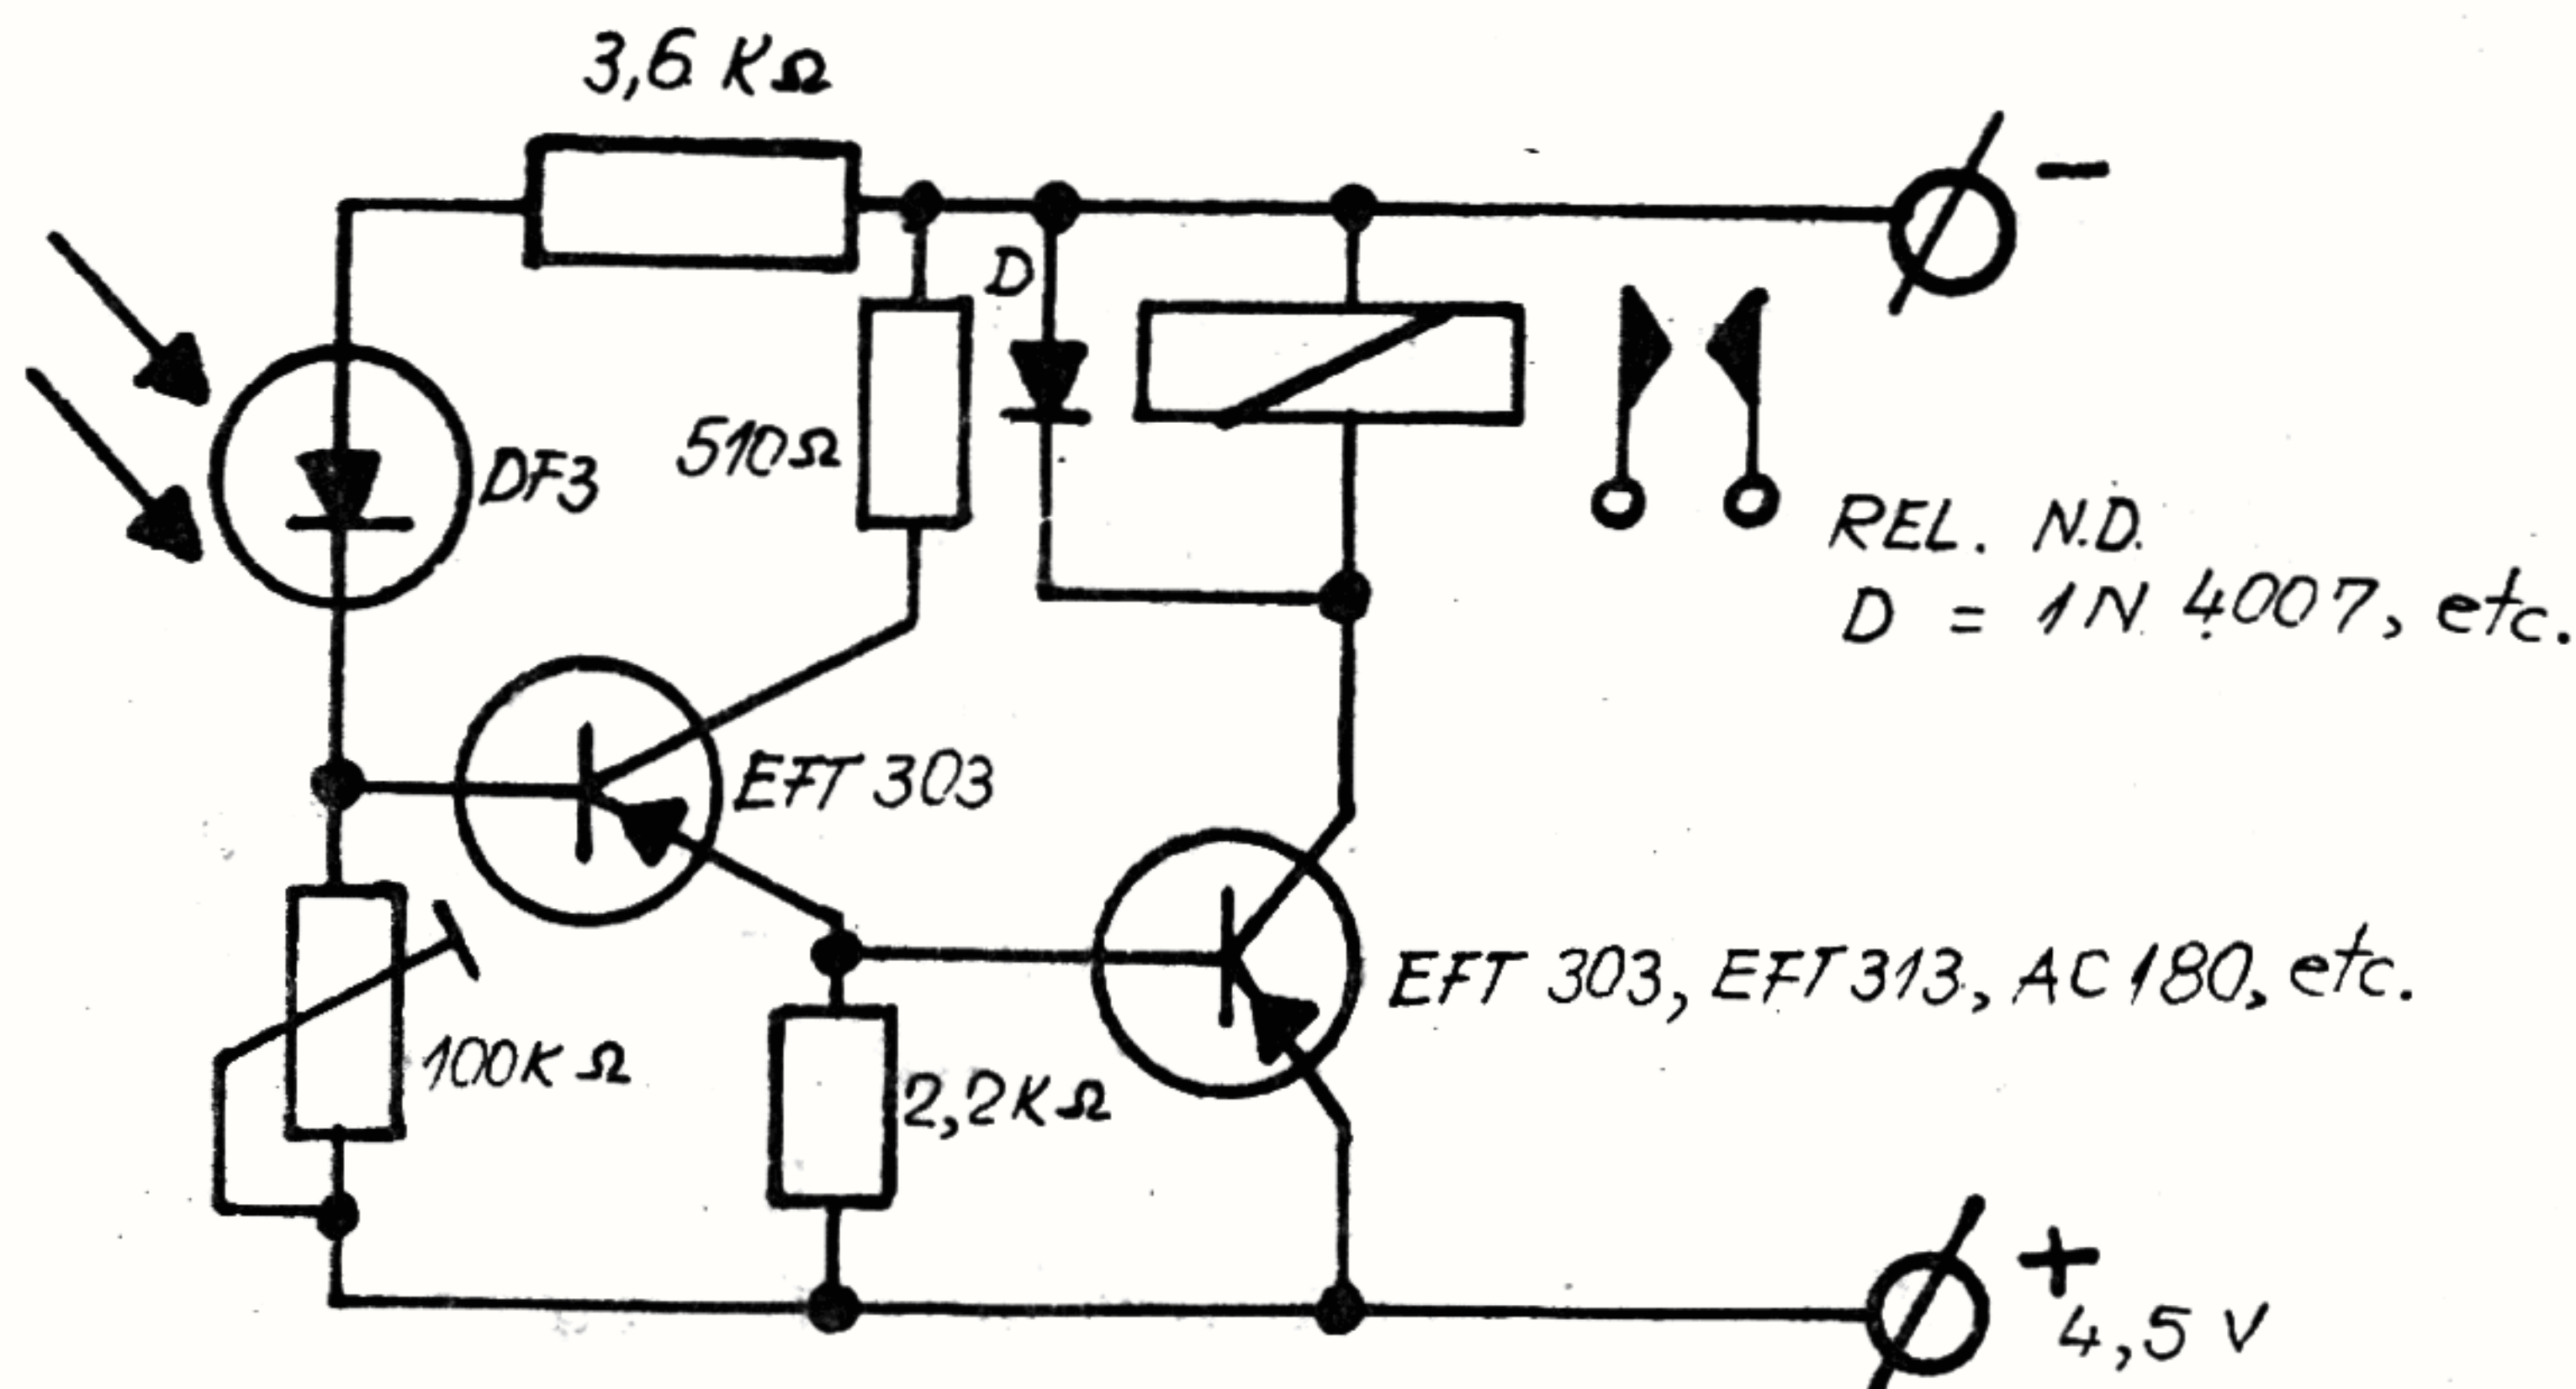 3,6 KΩ
−
D
DF3
510Ω
REL. N.D.
D = 1N 4007, etc.
EFT 303
EFT 303, EFT 313, AC 180, etc.
100K Ω
2,2K Ω
+
4,5 V